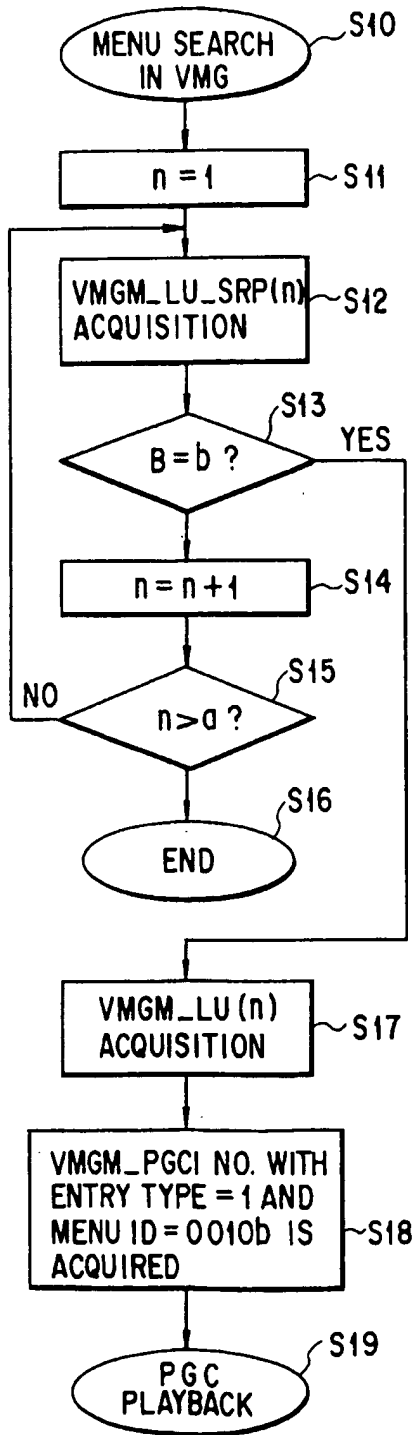 S10
MENU SEARCH
IN VMG
n = 1
S11
VMGM_LU_SRP(n)
ACQUISITION
S12
S13
B = b ?
YES
n = n + 1
S14
S15
NO
n > a ?
S16
END
VMGM_LU (n)
ACQUISITION
S17
VMGM_PGCI NO. WITH
ENTRY TYPE = 1 AND
MENU ID = 0010b IS
ACQUIRED
S18
S19
PGC
PLAYBACK